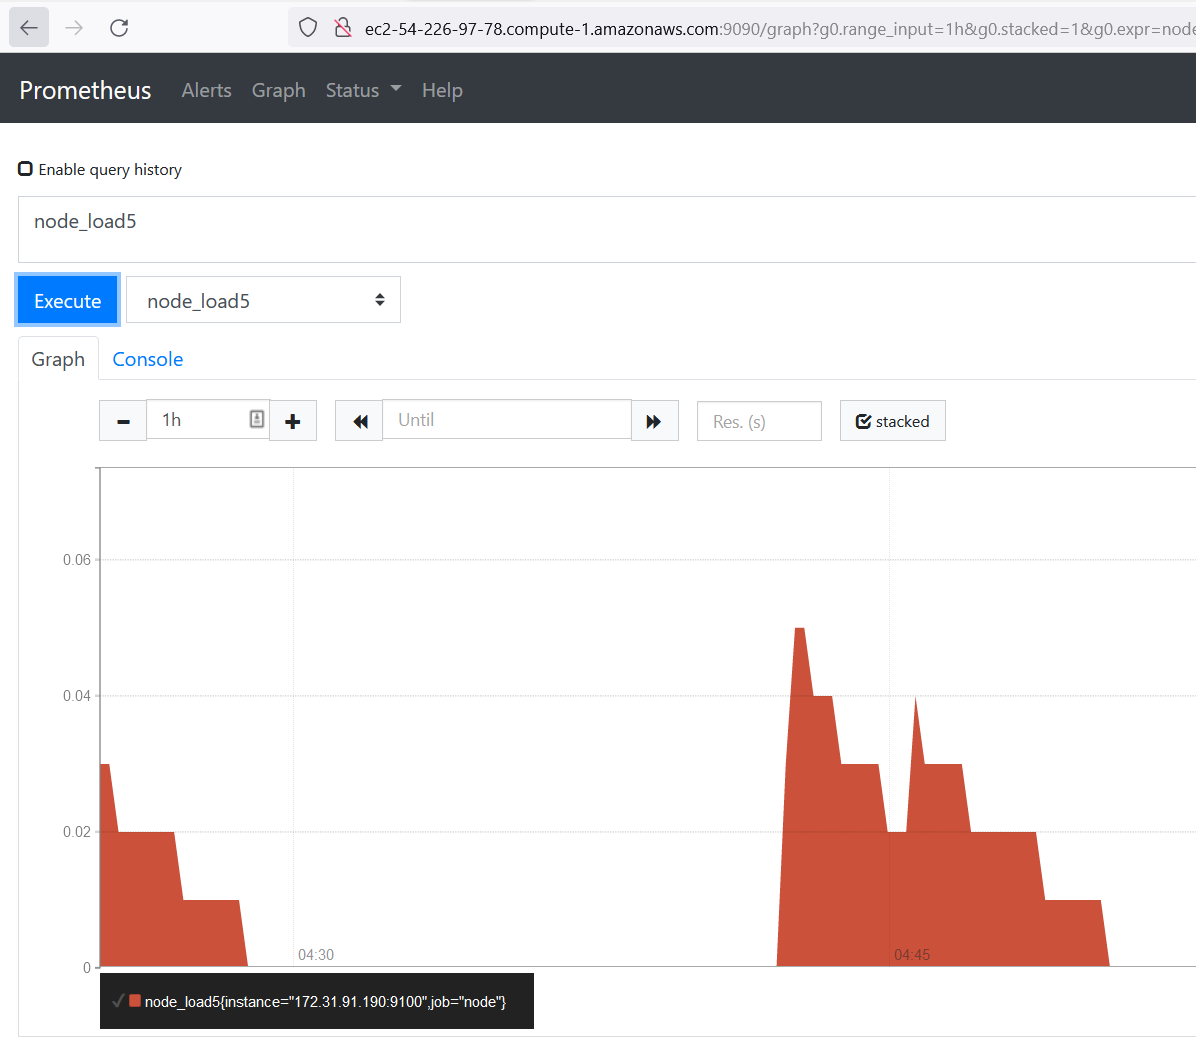 ec2-54-226-97-78.compute-1.amazonaws.com:9090/graph?g0.range_input=1h&g0.stacked=1&g0.expr=node
Prometheus Alerts Graph Status Help
Enable query history
node_load5
Execute node_load5
Graph Console
1h Until Res. (s) stacked
0.06
0.04
0.02
04:30 04:45
0
node_load5{instance="172.31.91.190:9100",job="node"}